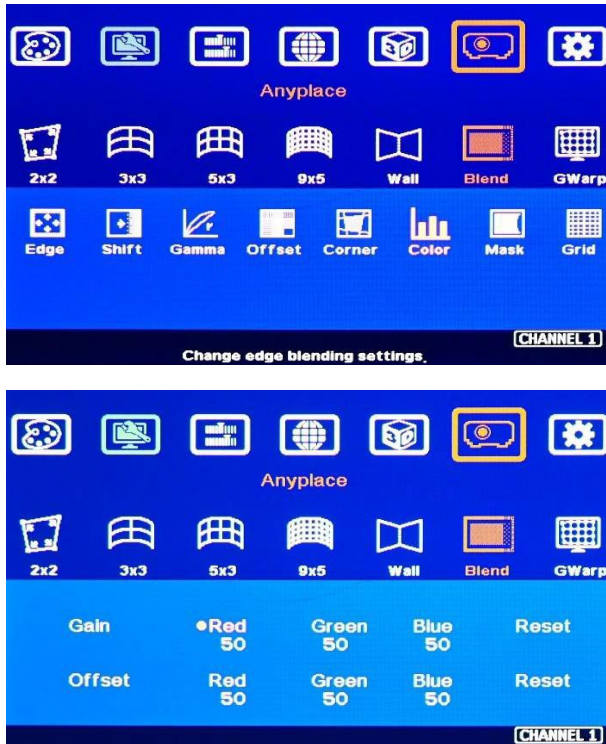 3D
Anyplace
2x2 3x3 5x3 9x5 Wall Blend GWarp
Edge Shift Gamma Offset Corner Color Mask Grid
CHANNEL 1
Change edge blending settings.
3D
Anyplace
2x2 3x3 5x3 9x5 Wall Blend GWarp
Gain •Red Green Blue Reset
50 50 50
Offset Red Green Blue Reset
50 50 50
CHANNEL 1